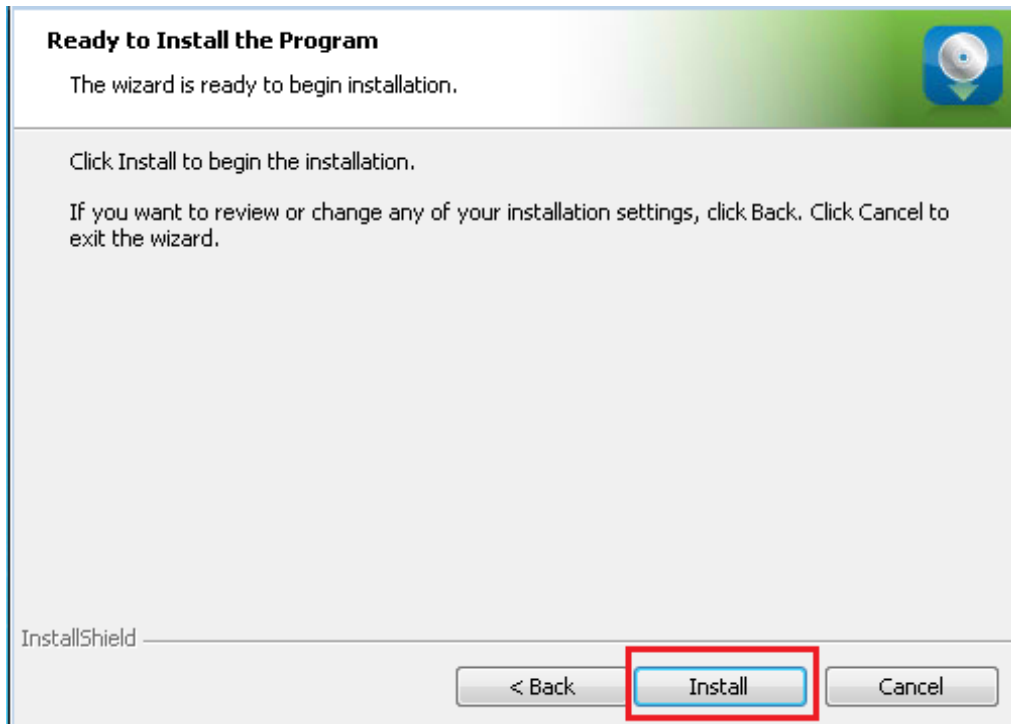 Ready to Install the Program
The wizard is ready to begin installation.
Click Install to begin the installation.
If you want to review or change any of your installation settings, click Back. Click Cancel to
exit the wizard.
InstallShield
< Back
Install
Cancel